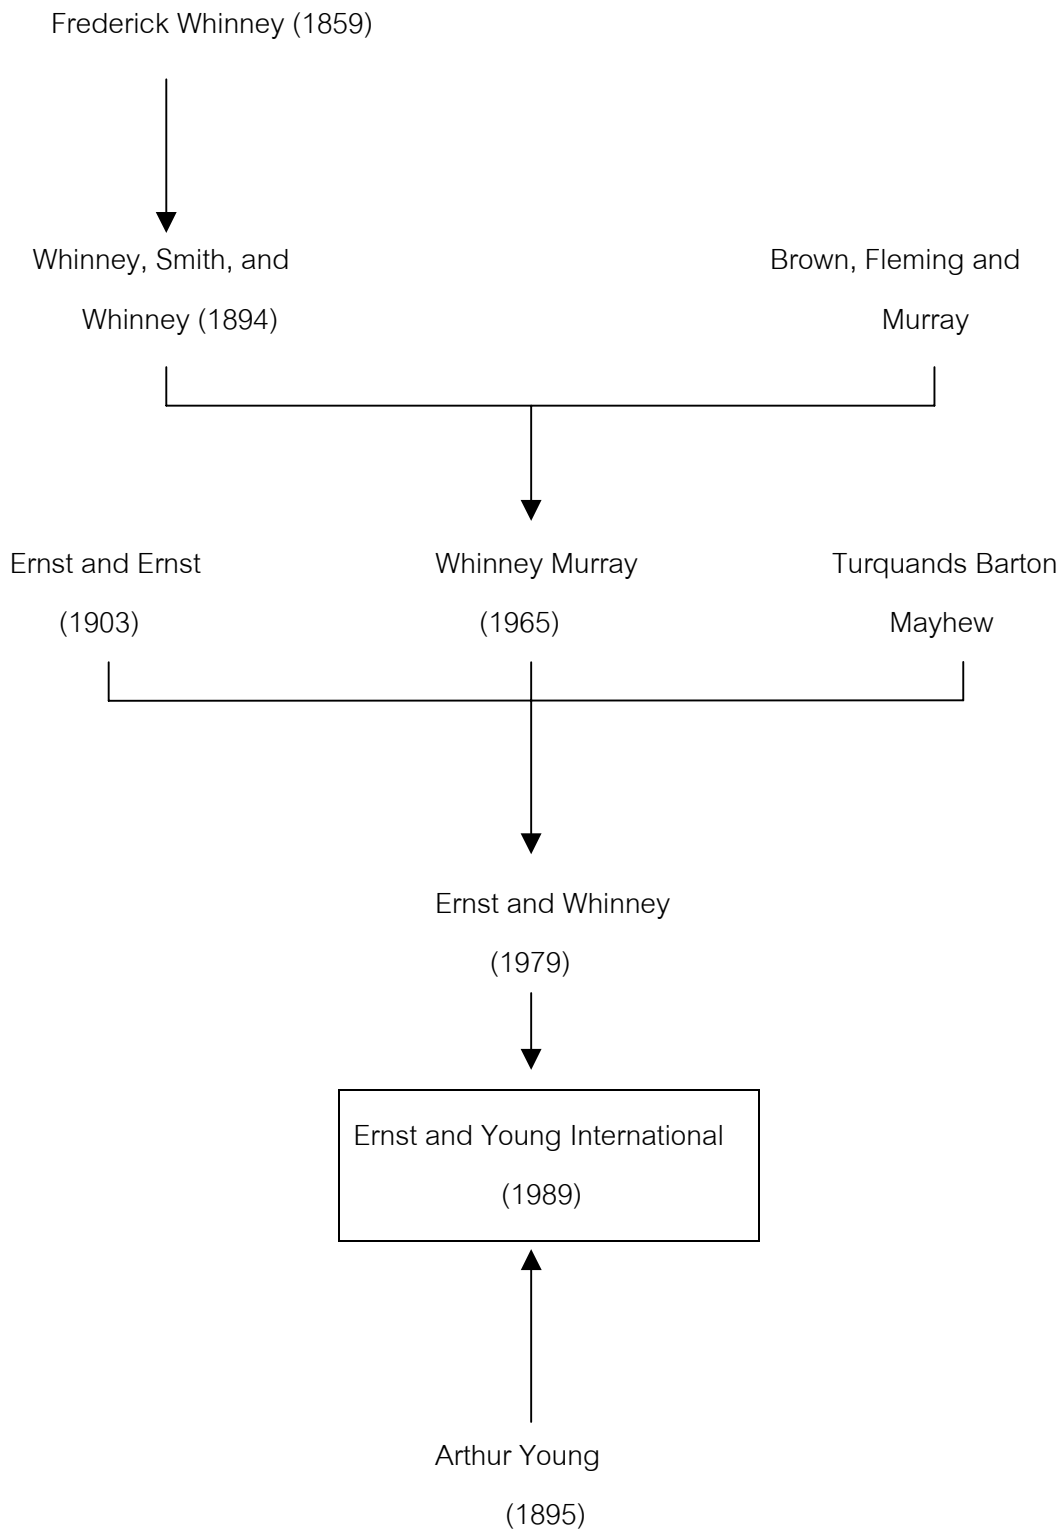 Frederick Whinney (1859)
Whinney, Smith, and
Whinney (1894)
Brown, Fleming and
Murray
Ernst and Ernst
(1903)
Whinney Murray
(1965)
Turquands Barton
Mayhew
Ernst and Whinney
(1979)
Ernst and Young International
(1989)
Arthur Young
(1895)